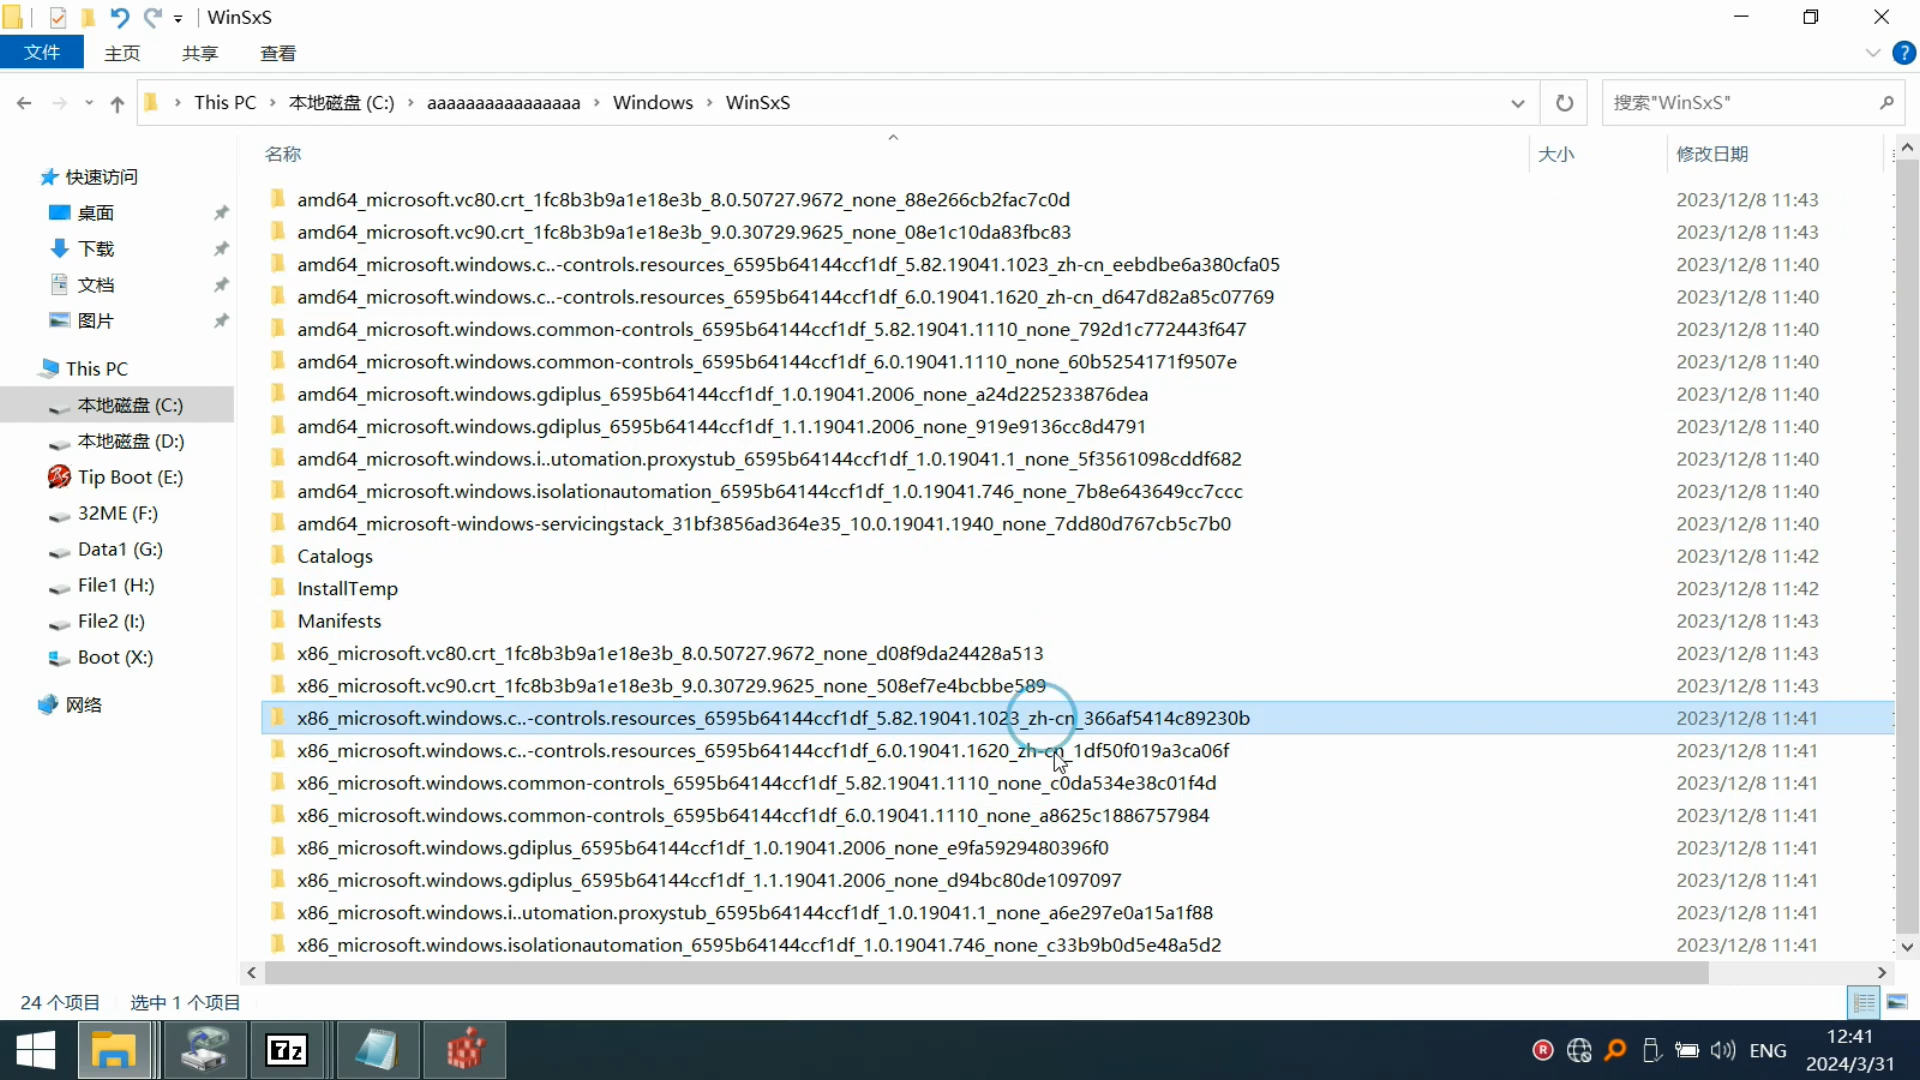 WinSxS
文件 主页 共享 查看
This PC 本地磁盘 (C:) aaaaaaaaaaaaaaaa Windows WinSxS
搜索"WinSxS"
名称 大小 修改日期
快速访问
桌面
下载
文档
图片
This PC
本地磁盘 (C:)
本地磁盘 (D:)
Tip Boot (E:)
32ME (F:)
Data1 (G:)
File1 (H:)
File2 (I:)
Boot (X:)
网络
amd64_microsoft.vc80.crt_1fc8b3b9a1e18e3b_8.0.50727.9672_none_88e266cb2fac7c0d 2023/12/8 11:43
amd64_microsoft.vc90.crt_1fc8b3b9a1e18e3b_9.0.30729.9625_none_08e1c10da83fbc83 2023/12/8 11:43
amd64_microsoft.windows.c..-controls.resources_6595b64144ccf1df_5.82.19041.1023_zh-cn_eebdbe6a380cfa05 2023/12/8 11:40
amd64_microsoft.windows.c..-controls.resources_6595b64144ccf1df_6.0.19041.1620_zh-cn_d647d82a85c07769 2023/12/8 11:40
amd64_microsoft.windows.common-controls_6595b64144ccf1df_5.82.19041.1110_none_792d1c772443f647 2023/12/8 11:40
amd64_microsoft.windows.common-controls_6595b64144ccf1df_6.0.19041.1110_none_60b5254171f9507e 2023/12/8 11:40
amd64_microsoft.windows.gdiplus_6595b64144ccf1df_1.0.19041.2006_none_a24d225233876dea 2023/12/8 11:40
amd64_microsoft.windows.gdiplus_6595b64144ccf1df_1.1.19041.2006_none_919e9136cc8d4791 2023/12/8 11:40
amd64_microsoft.windows.i..utomation.proxystub_6595b64144ccf1df_1.0.19041.1_none_5f3561098cddf682 2023/12/8 11:40
amd64_microsoft.windows.isolationautomation_6595b64144ccf1df_1.0.19041.746_none_7b8e643649cc7ccc 2023/12/8 11:40
amd64_microsoft-windows-servicingstack_31bf3856ad364e35_10.0.19041.1940_none_7dd80d767cb5c7b0 2023/12/8 11:40
Catalogs 2023/12/8 11:42
InstallTemp 2023/12/8 11:42
Manifests 2023/12/8 11:43
x86_microsoft.vc80.crt_1fc8b3b9a1e18e3b_8.0.50727.9672_none_d08f9da24428a513 2023/12/8 11:43
x86_microsoft.vc90.crt_1fc8b3b9a1e18e3b_9.0.30729.9625_none_508ef7e4bcbbe589 2023/12/8 11:43
x86_microsoft.windows.c..-controls.resources_6595b64144ccf1df_5.82.19041.1023_zh-cn_366af5414c89230b 2023/12/8 11:41
x86_microsoft.windows.c..-controls.resources_6595b64144ccf1df_6.0.19041.1620_zh-cn_1df50f019a3ca06f 2023/12/8 11:41
x86_microsoft.windows.common-controls_6595b64144ccf1df_5.82.19041.1110_none_c0da534e38c01f4d 2023/12/8 11:41
x86_microsoft.windows.common-controls_6595b64144ccf1df_6.0.19041.1110_none_a8625c1886757984 2023/12/8 11:41
x86_microsoft.windows.gdiplus_6595b64144ccf1df_1.0.19041.2006_none_e9fa5929480396f0 2023/12/8 11:41
x86_microsoft.windows.gdiplus_6595b64144ccf1df_1.1.19041.2006_none_d94bc80de1097097 2023/12/8 11:41
x86_microsoft.windows.i..utomation.proxystub_6595b64144ccf1df_1.0.19041.1_none_a6e297e0a15a1f88 2023/12/8 11:41
x86_microsoft.windows.isolationautomation_6595b64144ccf1df_1.0.19041.746_none_c33b9b0d5e48a5d2 2023/12/8 11:41
24 个项目 选中 1 个项目
7z
R
ENG
12:41
2024/3/31